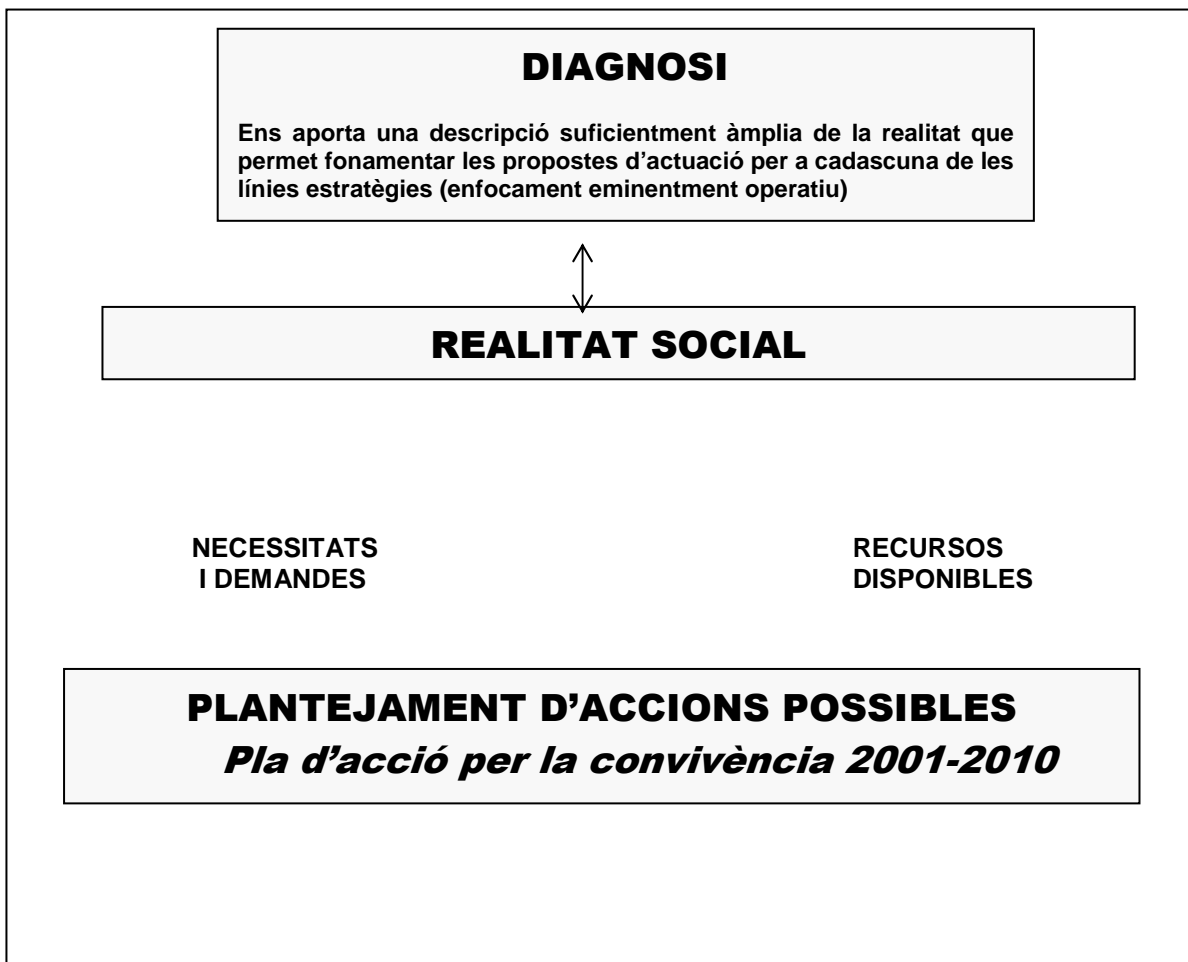 DIAGNOSI
Ens aporta una descripció suficientment àmplia de la realitat que
permet fonamentar les propostes d’actuació per a cadascuna de les
línies estratègies (enfocament eminentment operatiu)
REALITAT SOCIAL
NECESSITATS
I DEMANDES
RECURSOS
DISPONIBLES
PLANTEJAMENT D’ACCIONS POSSIBLES
Pla d’acció per la convivència 2001-2010